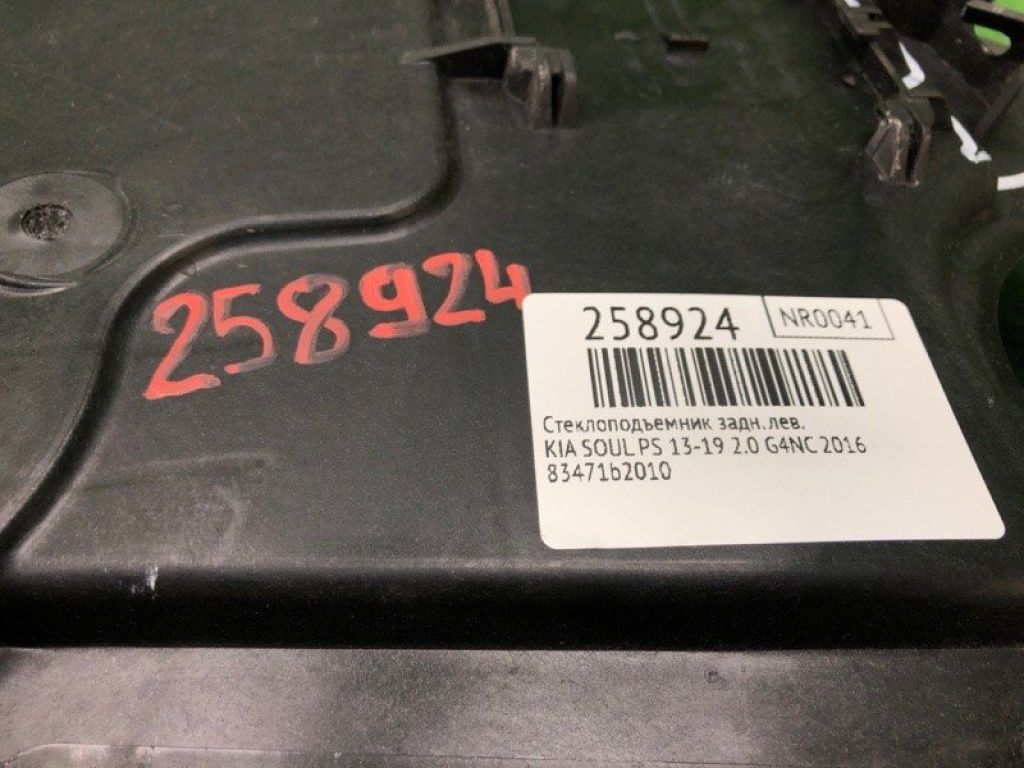 258924
258924
NR0041
Стеклоподъемник задн.лев.
KIA SOUL PS 13-19 2.0 G4NC 2016
83471b2010